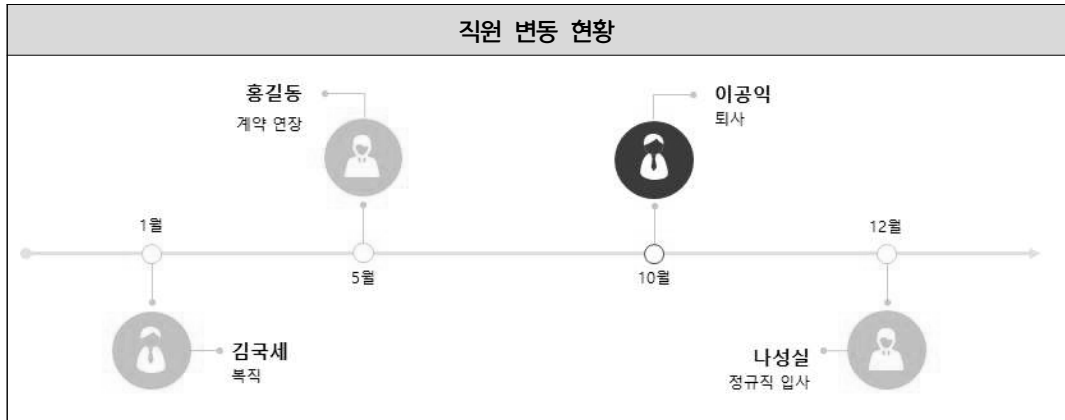 직원 변동 현황
홍길동
계약 연장
이공익
퇴사
1월
5월
10월
12월
김국세
복직
나성실
정규직 입사